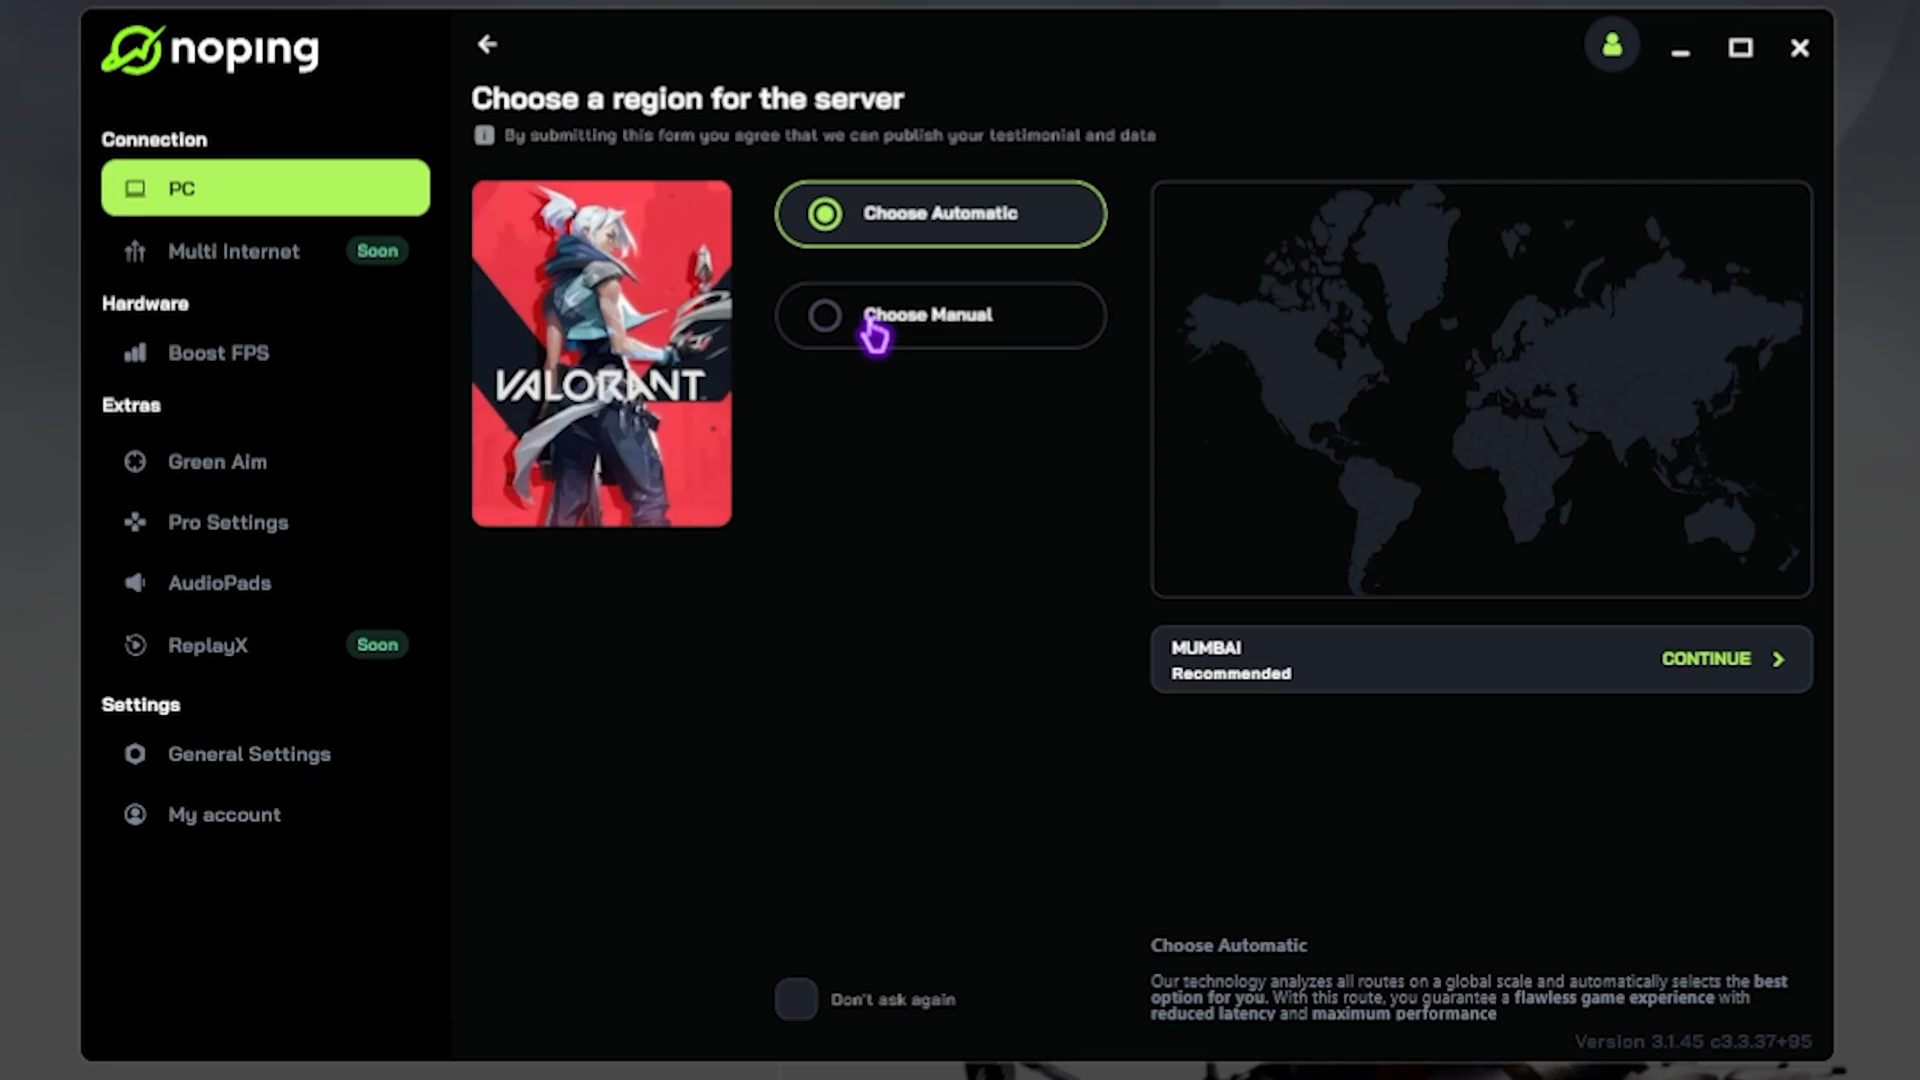 noping
Connection
PC
Multi Internet
Soon
Hardware
Boost FPS
Extras
Green Aim
Pro Settings
AudioPads
ReplayX
Soon
Settings
General Settings
My account
Choose a region for the server
By submitting this form you agree that we can publish your testimonial and data
VALORANT
Choose Automatic
Choose Manual
MUMBAI
Recommended
CONTINUE
Don't ask again
Choose Automatic
Our technology analyzes all routes on a global scale and automatically selects the best
option for you. With this route, you guarantee a flawless game experience with
reduced latency and maximum performance
Version 3.1.45 c3.3.37+95